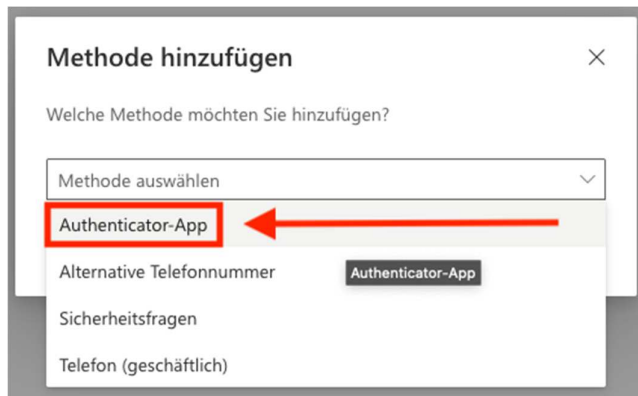 Methode hinzufügen
Welche Methode möchten Sie hinzufügen?
Methode auswählen
Authenticator-App
Alternative Telefonnummer
Authenticator-App
Sicherheitsfragen
Telefon (geschäftlich)